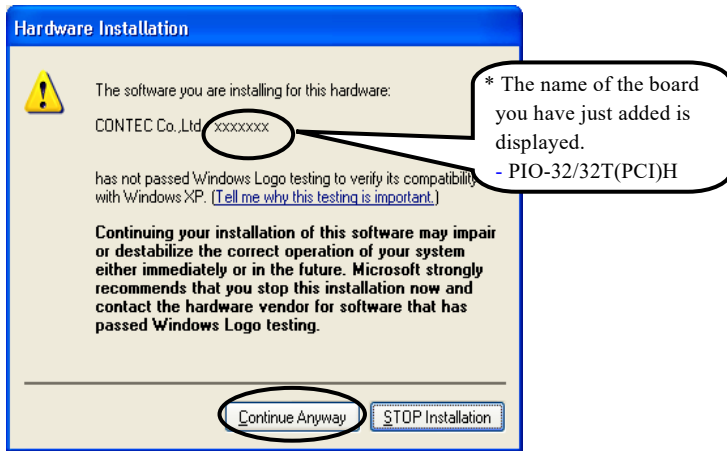 Hardware Installation
The software you are installing for this hardware:
CONTEC Co.,Ltd. xxxxxxx
has not passed Windows Logo testing to verify its compatibility
with Windows XP. (Tell me why this testing is important.)
Continuing your installation of this software may impair
or destabilize the correct operation of your system
either immediately or in the future. Microsoft strongly
recommends that you stop this installation now and
contact the hardware vendor for software that has
passed Windows Logo testing.
Continue Anyway
STOP Installation
* The name of the board
you have just added is
displayed.
- PIO-32/32T(PCI)H